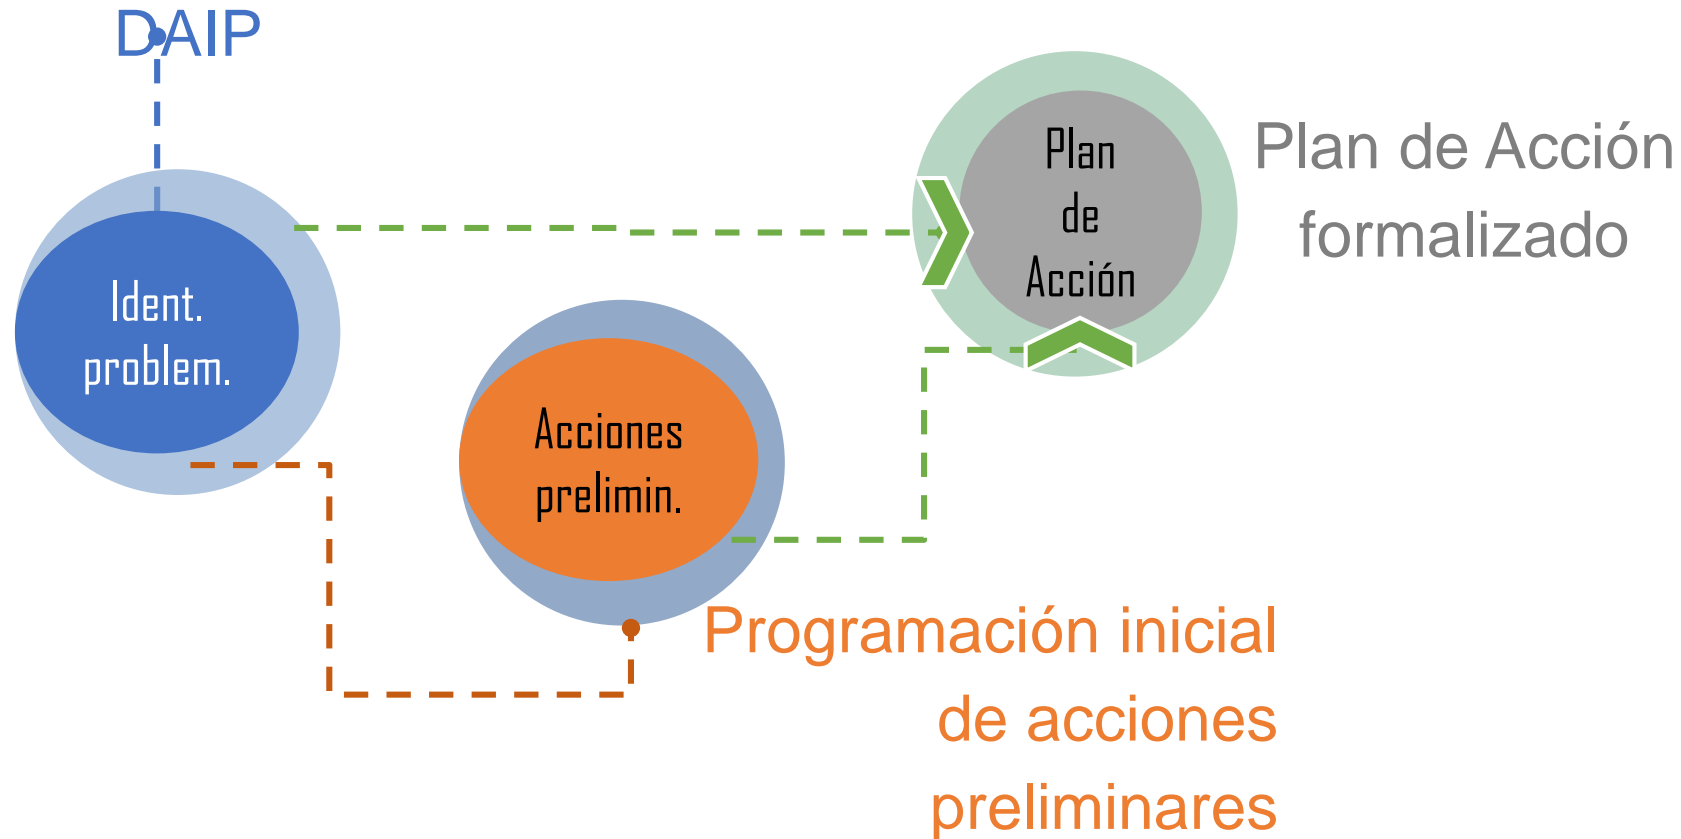 DAIP
Ident.
problem.
Acciones
prelimin.
Plan
de
Acción
Plan de Acción
formalizado
Programación inicial
de acciones
preliminares